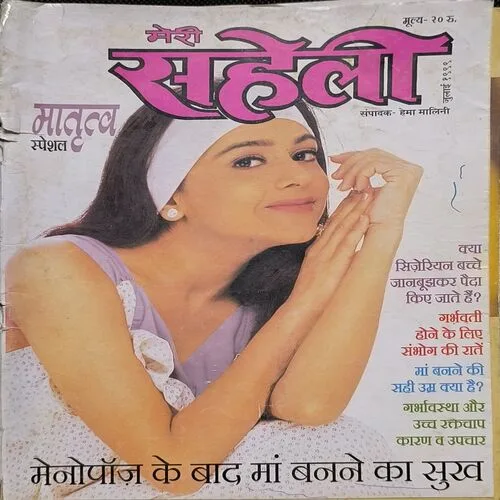 मूल्य- २० रु.
मेरी
सहेली
जुलाई १९९९
संपादक- हेमा मालिनी
मातृत्व
स्पेशल
क्या
सिज़ेरियन बच्चे
जानबूझकर पैदा
किए जाते हैं?
गर्भवती
होने के लिए
संभोग की रातें
मां बनने की
सही उम्र क्या है?
गर्भावस्था और
उच्च रक्तचाप
कारण व उपचार
मेनोपॉज़ के बाद मां बनने का सुख